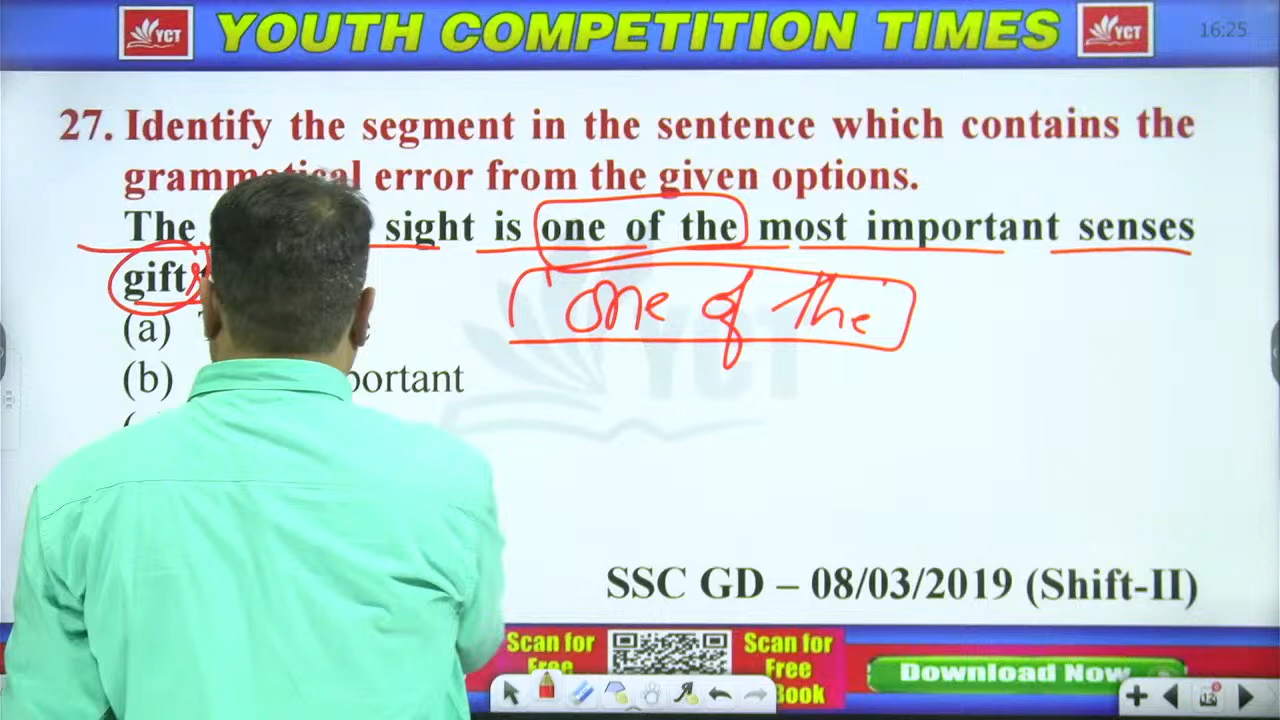 YCT
YOUTH COMPETITION TIMES
YCT
16:25
27. Identify the segment in the sentence which contains the
grammatical error from the given options.
The sight is one of the most important senses
gift
one of the
(a)
(b) portant
YCT
SSC GD – 08/03/2019 (Shift-II)
Scan for
Free
Scan for
Free
Book
Download Now